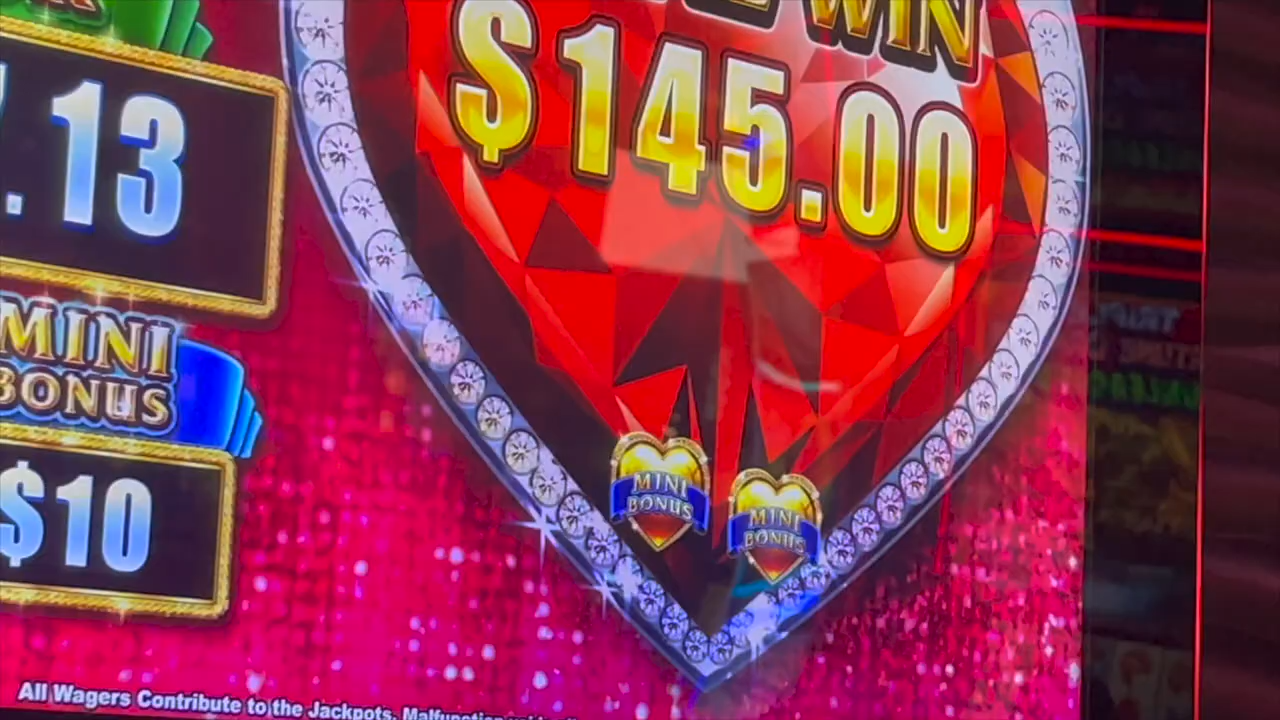 WIN
$145.00
.13
MINI
BONUS
$10
MINI
BONUS
MINI
BONUS
All Wagers Contribute to the Jackpots. Malfunction